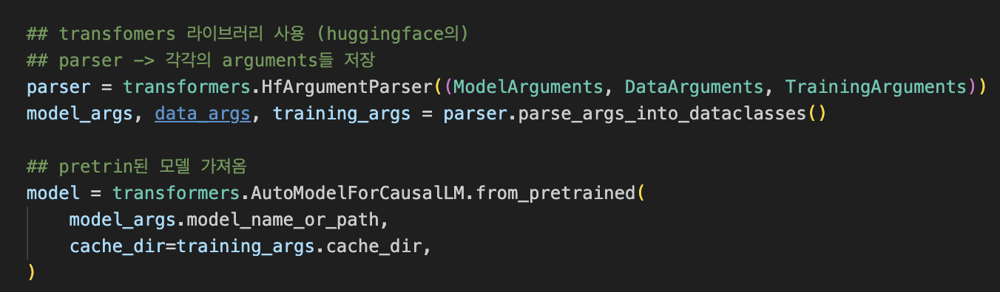 ## transfomers 라이브러리 사용 (huggingface의)
## parser -> 각각의 arguments들 저장
parser = transformers.HfArgumentParser((ModelArguments, DataArguments, TrainingArguments))
model_args, data_args, training_args = parser.parse_args_into_dataclasses()
## pretrin된 모델 가져옴
model = transformers.AutoModelForCausalLM.from_pretrained(
model_args.model_name_or_path,
cache_dir=training_args.cache_dir,
)